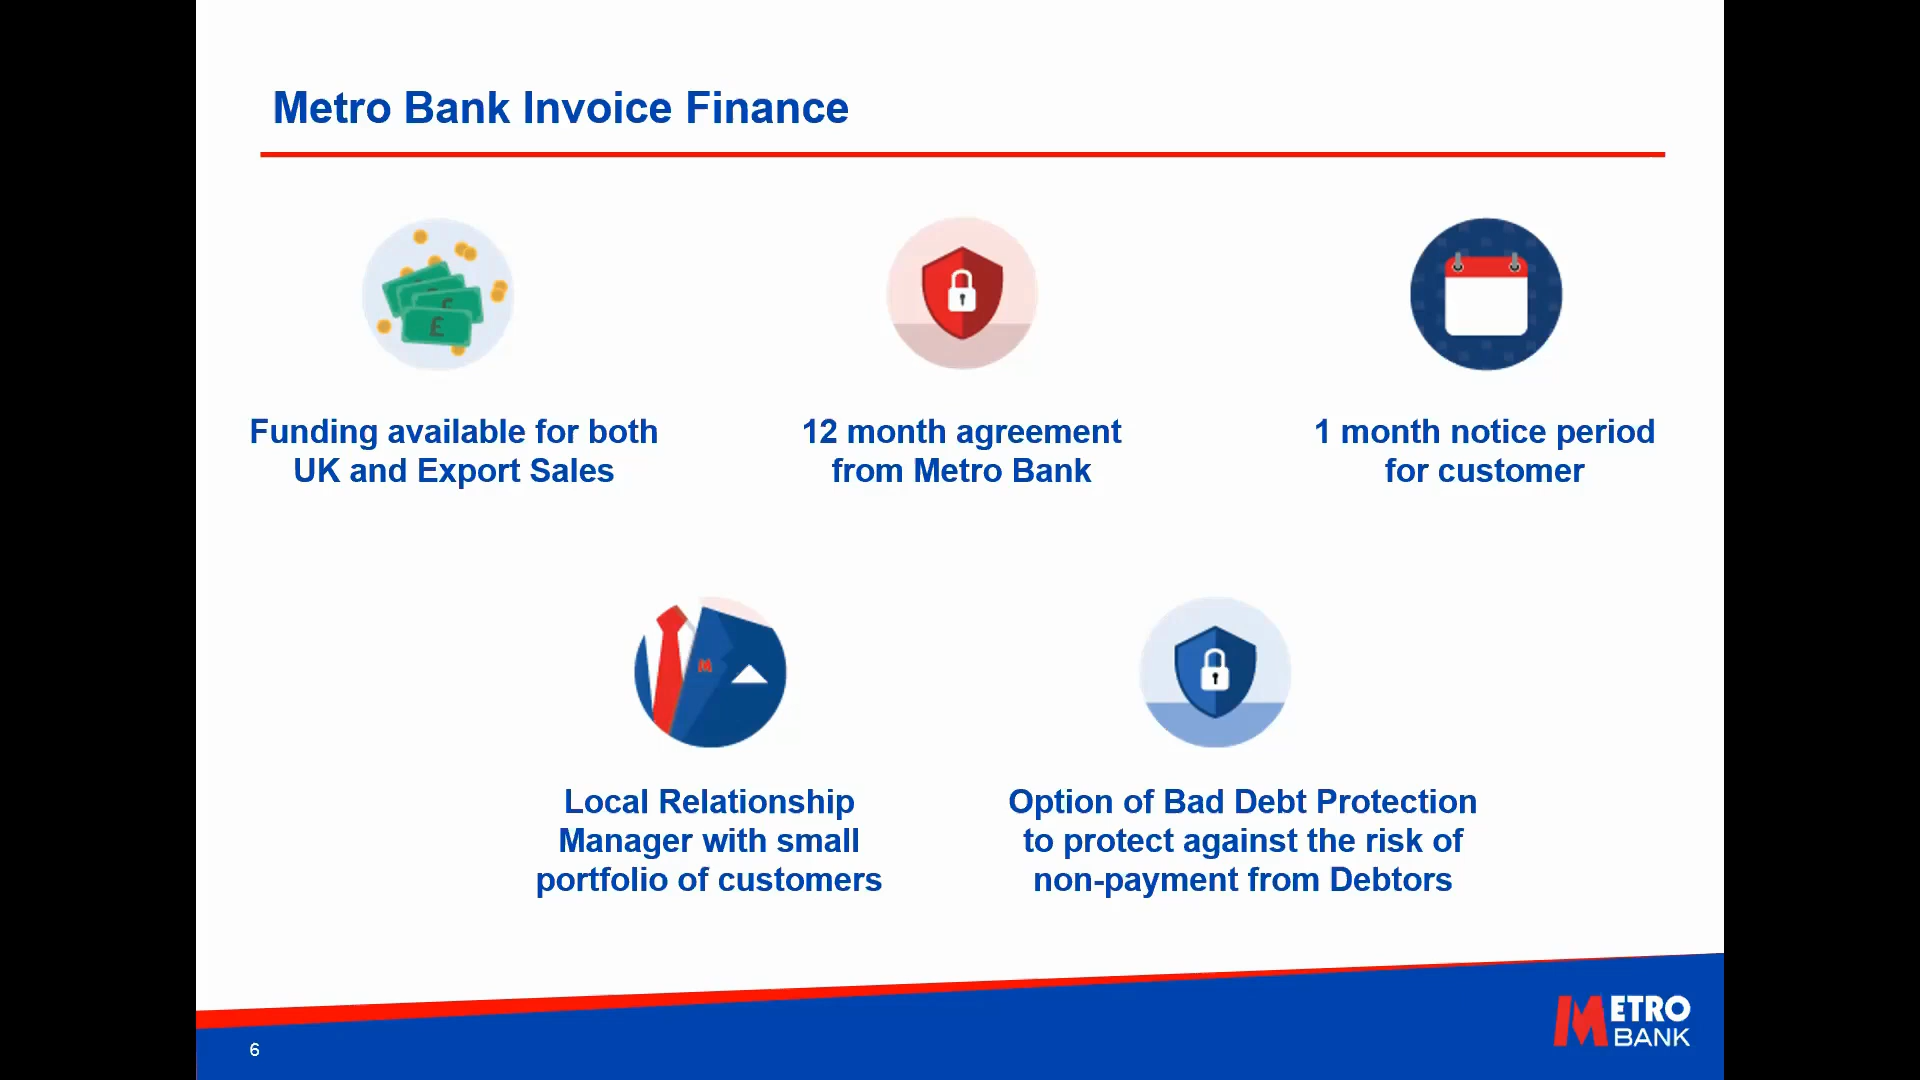 Metro Bank Invoice Finance
£
£
Funding available for both
UK and Export Sales
12 month agreement
from Metro Bank
1 month notice period
for customer
M
Local Relationship
Manager with small
portfolio of customers
Option of Bad Debt Protection
to protect against the risk of
non-payment from Debtors
6
METRO
BANK